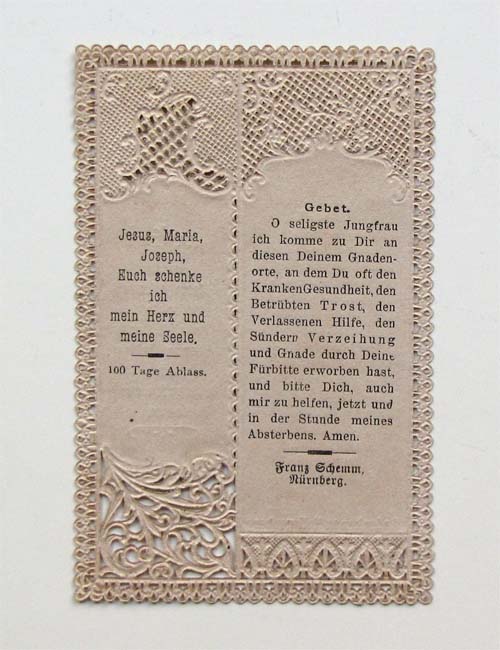 Jesus, Maria,
Joseph,
Euch schenke
ich
mein Herz und
meine Seele.
100 Tage Ablass.
Gebet.
O seligste Jungfrau
ich komme zu Dir an
diesen Deinem Gnaden-
orte, an dem Du oft den
KrankenGesundheit, den
Betrübten Trost, den
Verlassenen Hilfe, den
Sündern Verzeihung
und Gnade durch Deine
Fürbitte erworben hast,
und bitte Dich, auch
mir zu helfen, jetzt und
in der Stunde meines
Absterbens. Amen.
Franz Schemm,
Nürnberg.